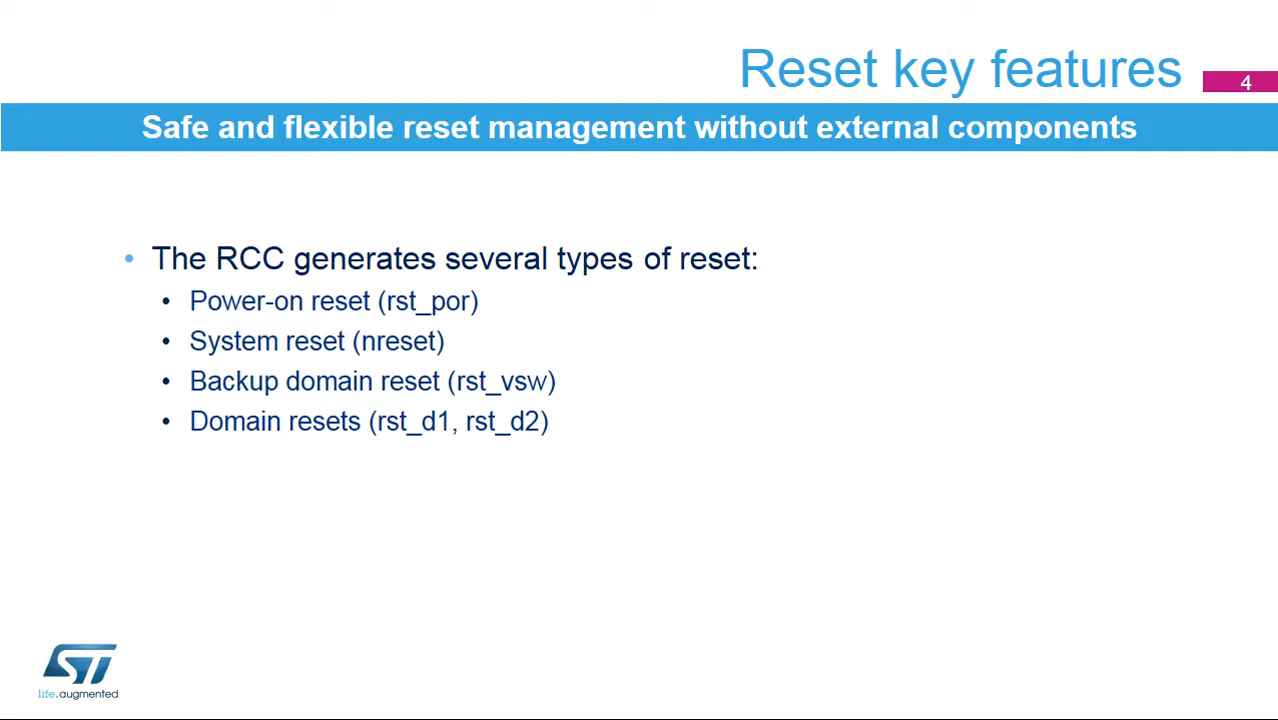 Reset key features
4
Safe and flexible reset management without external components
• The RCC generates several types of reset:
• Power-on reset (rst_por)
• System reset (nreset)
• Backup domain reset (rst_vsw)
• Domain resets (rst_d1, rst_d2)
ST
life.augmented